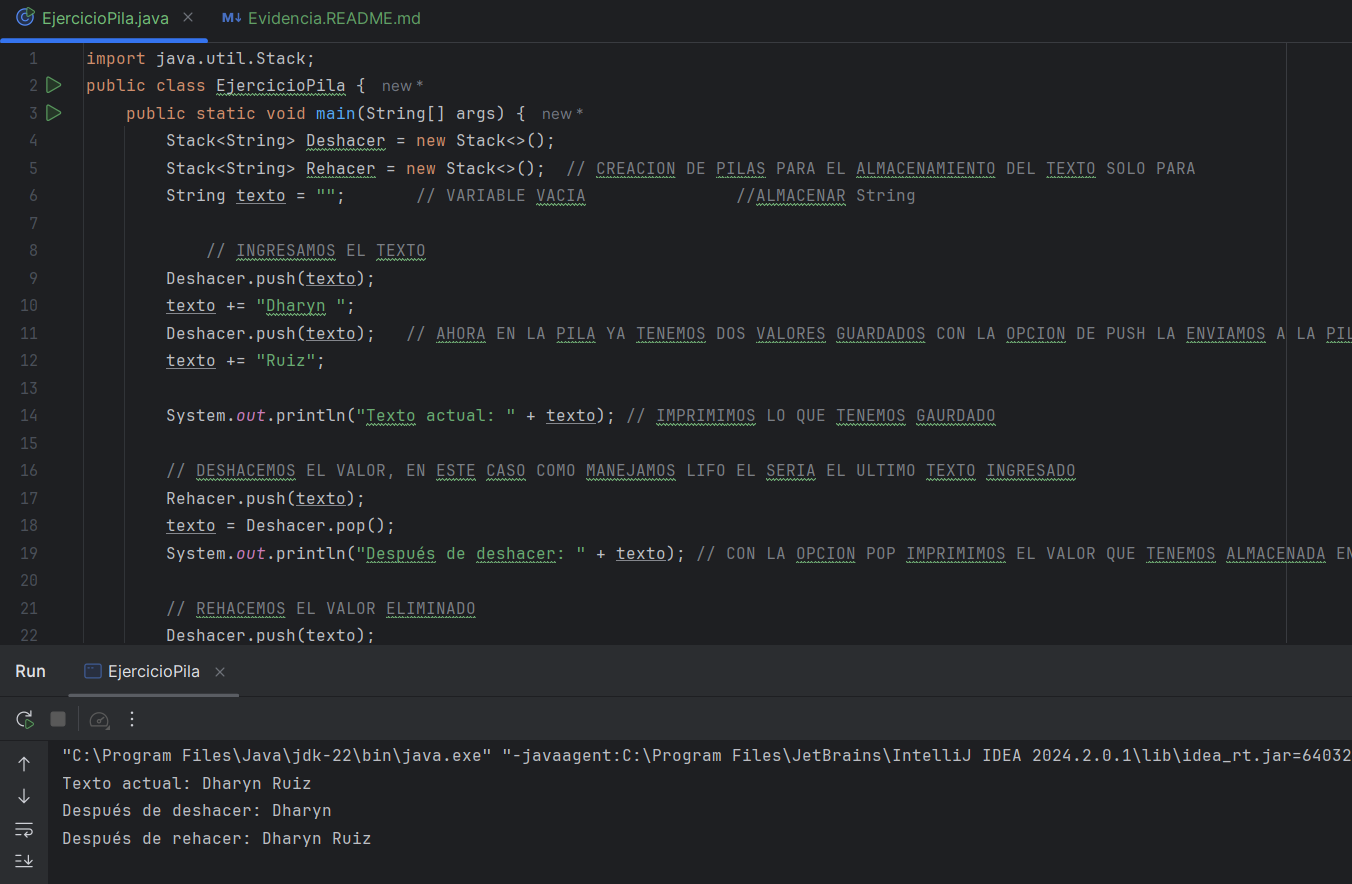 EjercicioPila.java
M↓ Evidencia.README.md
1 import java.util.Stack;
2 public class EjercicioPila { new *
3 public static void main(String[] args) { new *
4 Stack<String> Deshacer = new Stack<>();
5 Stack<String> Rehacer = new Stack<>(); // CREACION DE PILAS PARA EL ALMACENAMIENTO DEL TEXTO SOLO PARA
6 String texto = ""; // VARIABLE VACIA //ALMACENAR String
7
8 // INGRESAMOS EL TEXTO
9 Deshacer.push(texto);
10 texto += "Dharyn ";
11 Deshacer.push(texto); // AHORA EN LA PILA YA TENEMOS DOS VALORES GUARDADOS CON LA OPCION DE PUSH LA ENVIAMOS A LA PIL
12 texto += "Ruiz";
13
14 System.out.println("Texto actual: " + texto); // IMPRIMIMOS LO QUE TENEMOS GAURDADO
15
16 // DESHACEMOS EL VALOR, EN ESTE CASO COMO MANEJAMOS LIFO EL SERIA EL ULTIMO TEXTO INGRESADO
17 Rehacer.push(texto);
18 texto = Deshacer.pop();
19 System.out.println("Después de deshacer: " + texto); // CON LA OPCION POP IMPRIMIMOS EL VALOR QUE TENEMOS ALMACENADA EN
20
21 // REHACEMOS EL VALOR ELIMINADO
22 Deshacer.push(texto);
Run EjercicioPila
"C:\Program Files\Java\jdk-22\bin\java.exe" "-javaagent:C:\Program Files\JetBrains\IntelliJ IDEA 2024.2.0.1\lib\idea_rt.jar=64032
Texto actual: Dharyn Ruiz
Después de deshacer: Dharyn
Después de rehacer: Dharyn Ruiz